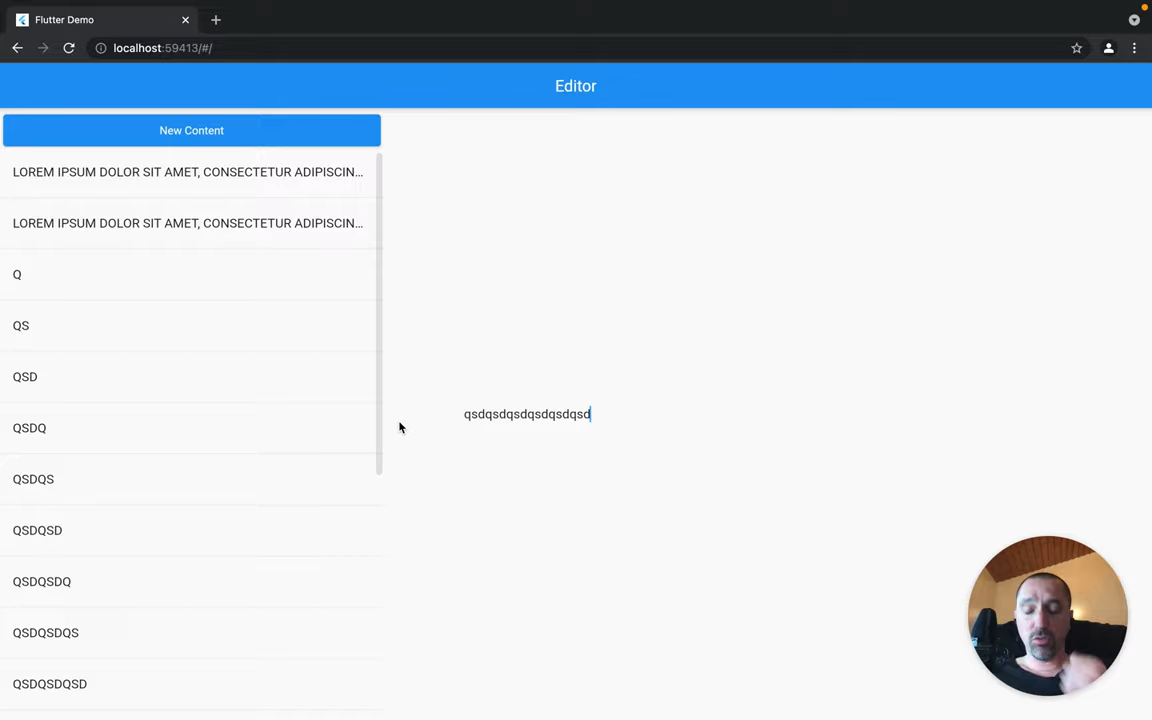 Flutter Demo
localhost:59413/#/
Editor
New Content
LOREM IPSUM DOLOR SIT AMET, CONSECTETUR ADIPISCIN...
LOREM IPSUM DOLOR SIT AMET, CONSECTETUR ADIPISCIN...
Q
QS
QSD
QSDQ
qsdqsdqsdqsdqsdqsd
QSDQS
QSDQSD
QSDQSDQ
QSDQSDQS
QSDQSDQSD